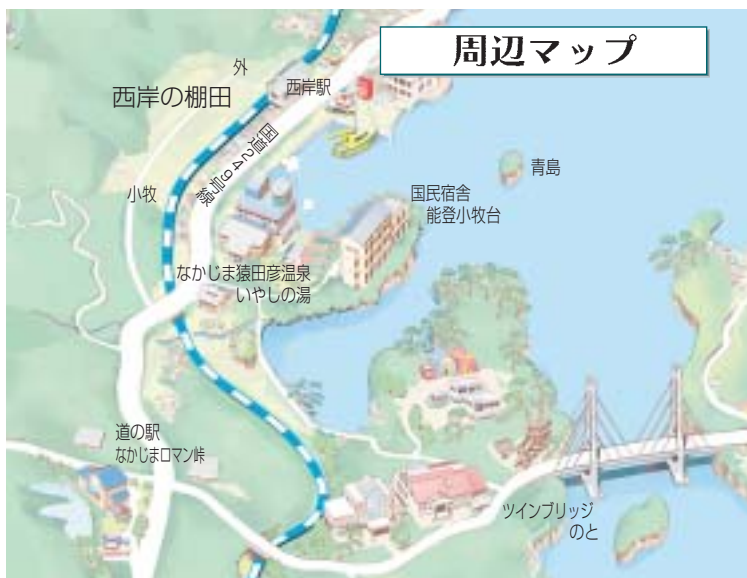 周辺マップ
外
西岸駅
西岸の棚田
国道249号線
青島
小牧
国民宿舎
能登小牧台
なかじま猿田彦温泉
いやしの湯
道の駅
なかじまロマン峠
ツインブリッジ
のと